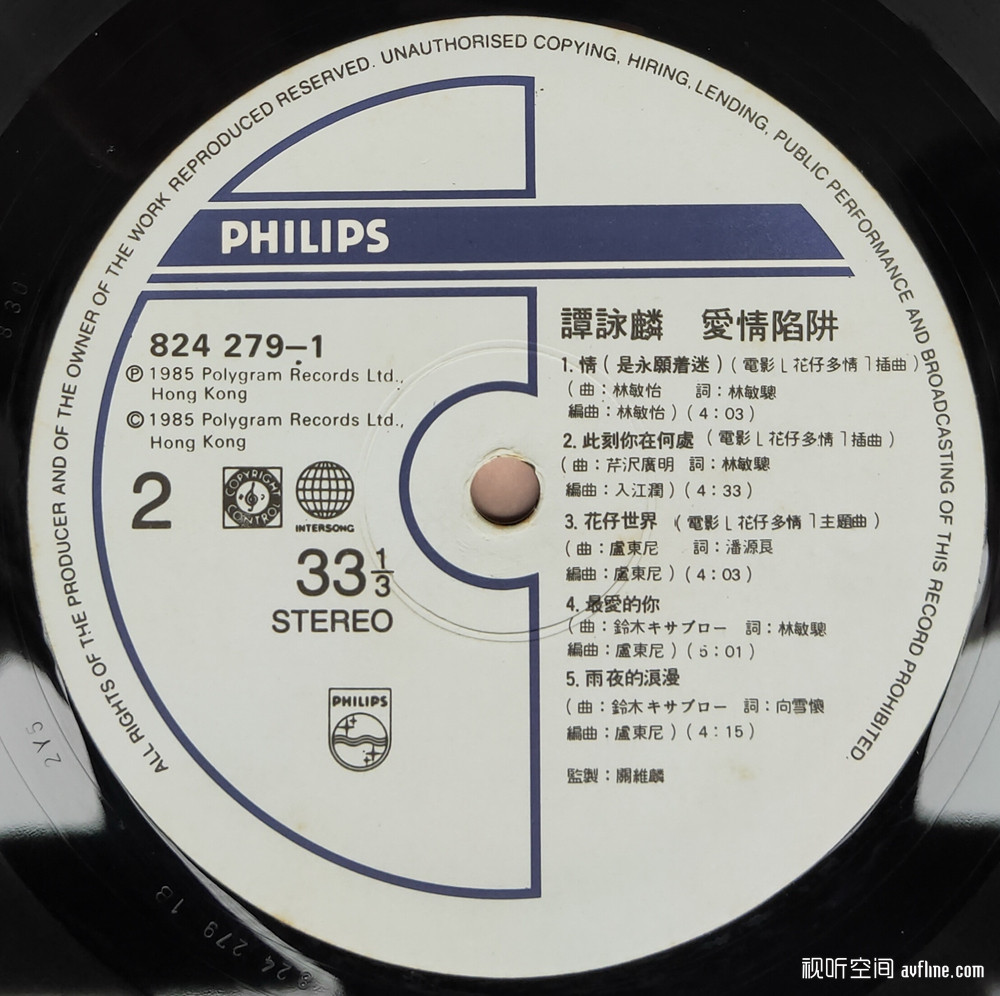 ALL RIGHTS OF THE PRODUCER AND OF THE OWNER OF THE WORK REPRODUCED RESERVED. UNAUTHORISED COPYING, HIRING, LENDING, PUBLIC PERFORMANCE AND BROADCASTING OF THIS RECORD PROHIBITED
PHILIPS
824 279–1
Ⓟ 1985 Polygram Records Ltd.,
Hong Kong
© 1985 Polygram Records Ltd.,
Hong Kong
2
COPYRIGHT CONTROL
INTERSONG
33 1/3
STEREO
PHILIPS
譚詠麟 愛情陷阱
1. 情(是永願着迷)(電影「花仔多情」插曲)
(曲:林敏怡 詞:林敏驄
編曲:林敏怡)(4:03)
2. 此刻你在何處(電影「花仔多情」插曲)
(曲:芹沢廣明 詞:林敏驄
編曲:入江潤)(4:33)
3. 花仔世界(電影「花仔多情」主題曲)
(曲:盧東尼 詞:潘源良
編曲:盧東尼)(4:03)
4. 最愛的你
(曲:鈴木キサブロー 詞:林敏驄
編曲:盧東尼)(5:01)
5. 雨夜的浪漫
(曲:鈴木キサブロー 詞:向雪懷
編曲:盧東尼)(4:15)
監製:關維麟
830
2Y5
824 279 1B
视听空间 avfline.com